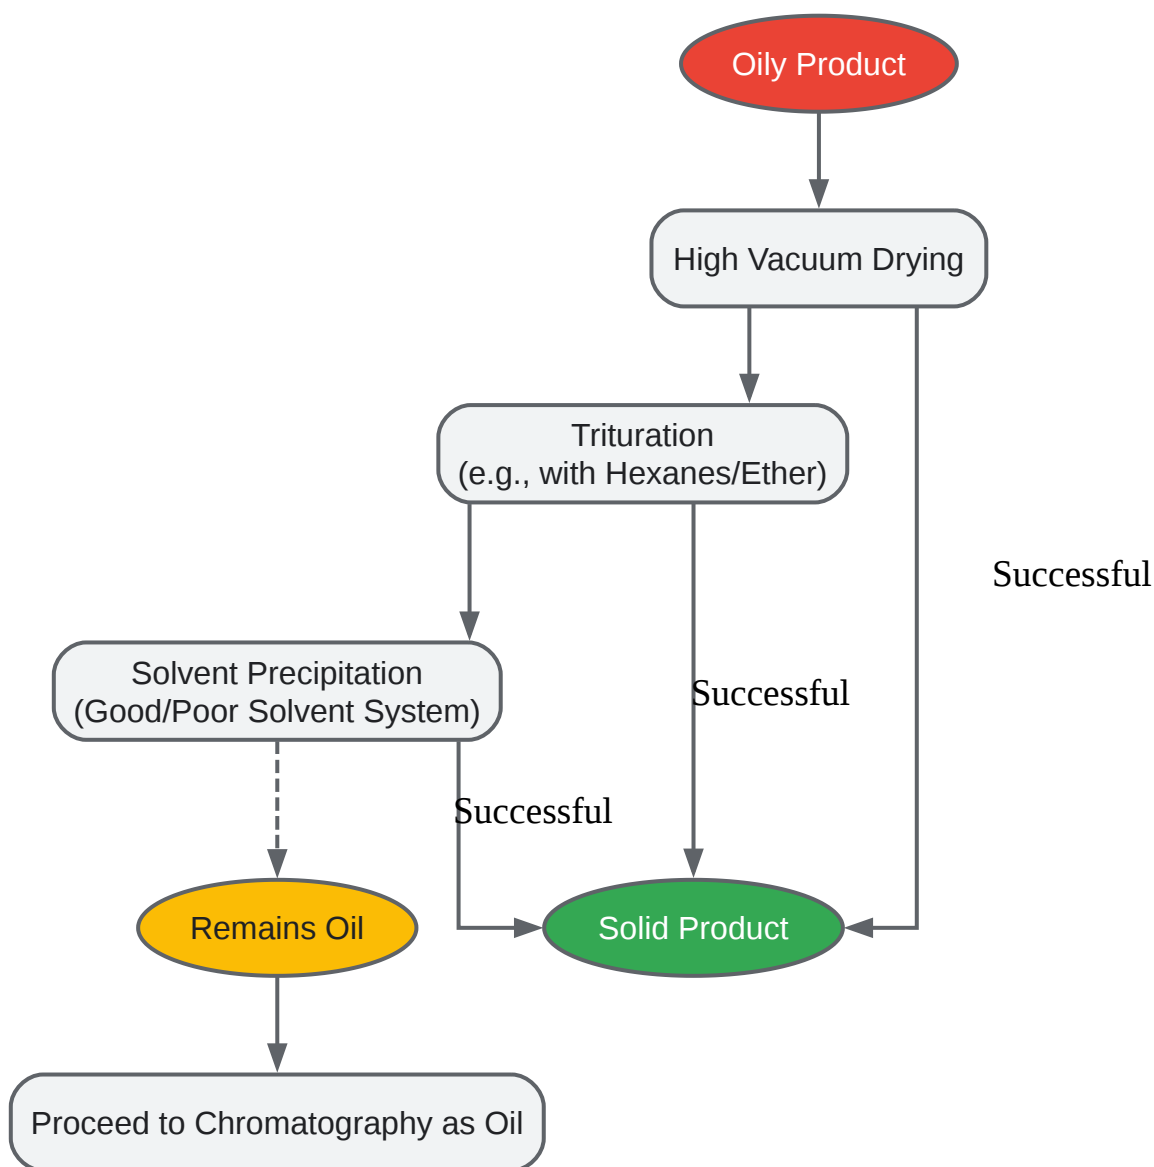 Oily Product
High Vacuum Drying
Trituration
(e.g., with Hexanes/Ether)
Successful
Solvent Precipitation
(Good/Poor Solvent System)
Successful
Successful
Remains Oil
Solid Product
Proceed to Chromatography as Oil